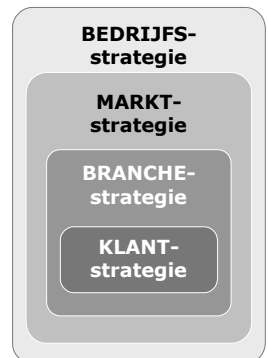 BEDRIJFS-
strategie
MARKT-
strategie
BRANCHE-
strategie
KLANT-
strategie